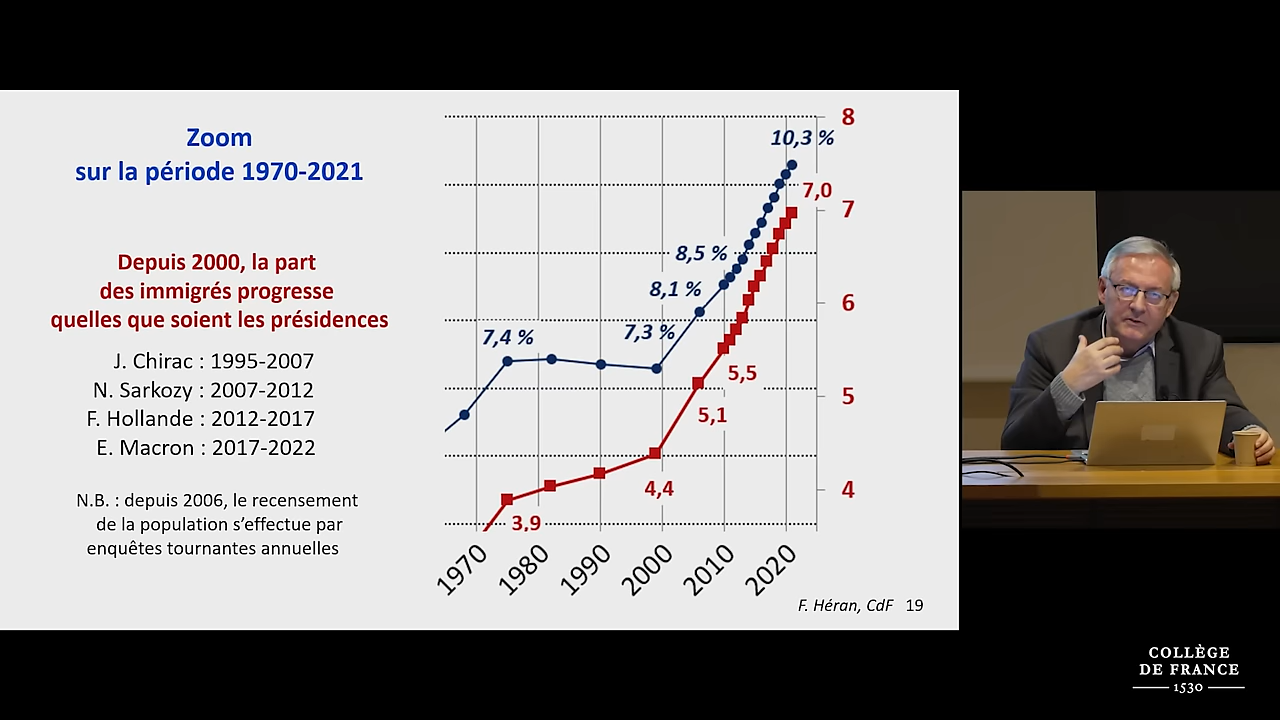 Zoom
sur la période 1970-2021
Depuis 2000, la part
des immigrés progresse
quelles que soient les présidences
J. Chirac : 1995-2007
N. Sarkozy : 2007-2012
F. Hollande : 2012-2017
E. Macron : 2017-2022
N.B. : depuis 2006, le recensement
de la population s’effectue par
enquêtes tournantes annuelles
8
10,3 %
7,0
7
8,5 %
8,1 %
6
7,3 %
7,4 %
5,5
5
5,1
4,4
4
3,9
1970
1980
1990
2000
2010
2020
F. Héran, CdF 19
COLLÈGE
DE FRANCE
1530